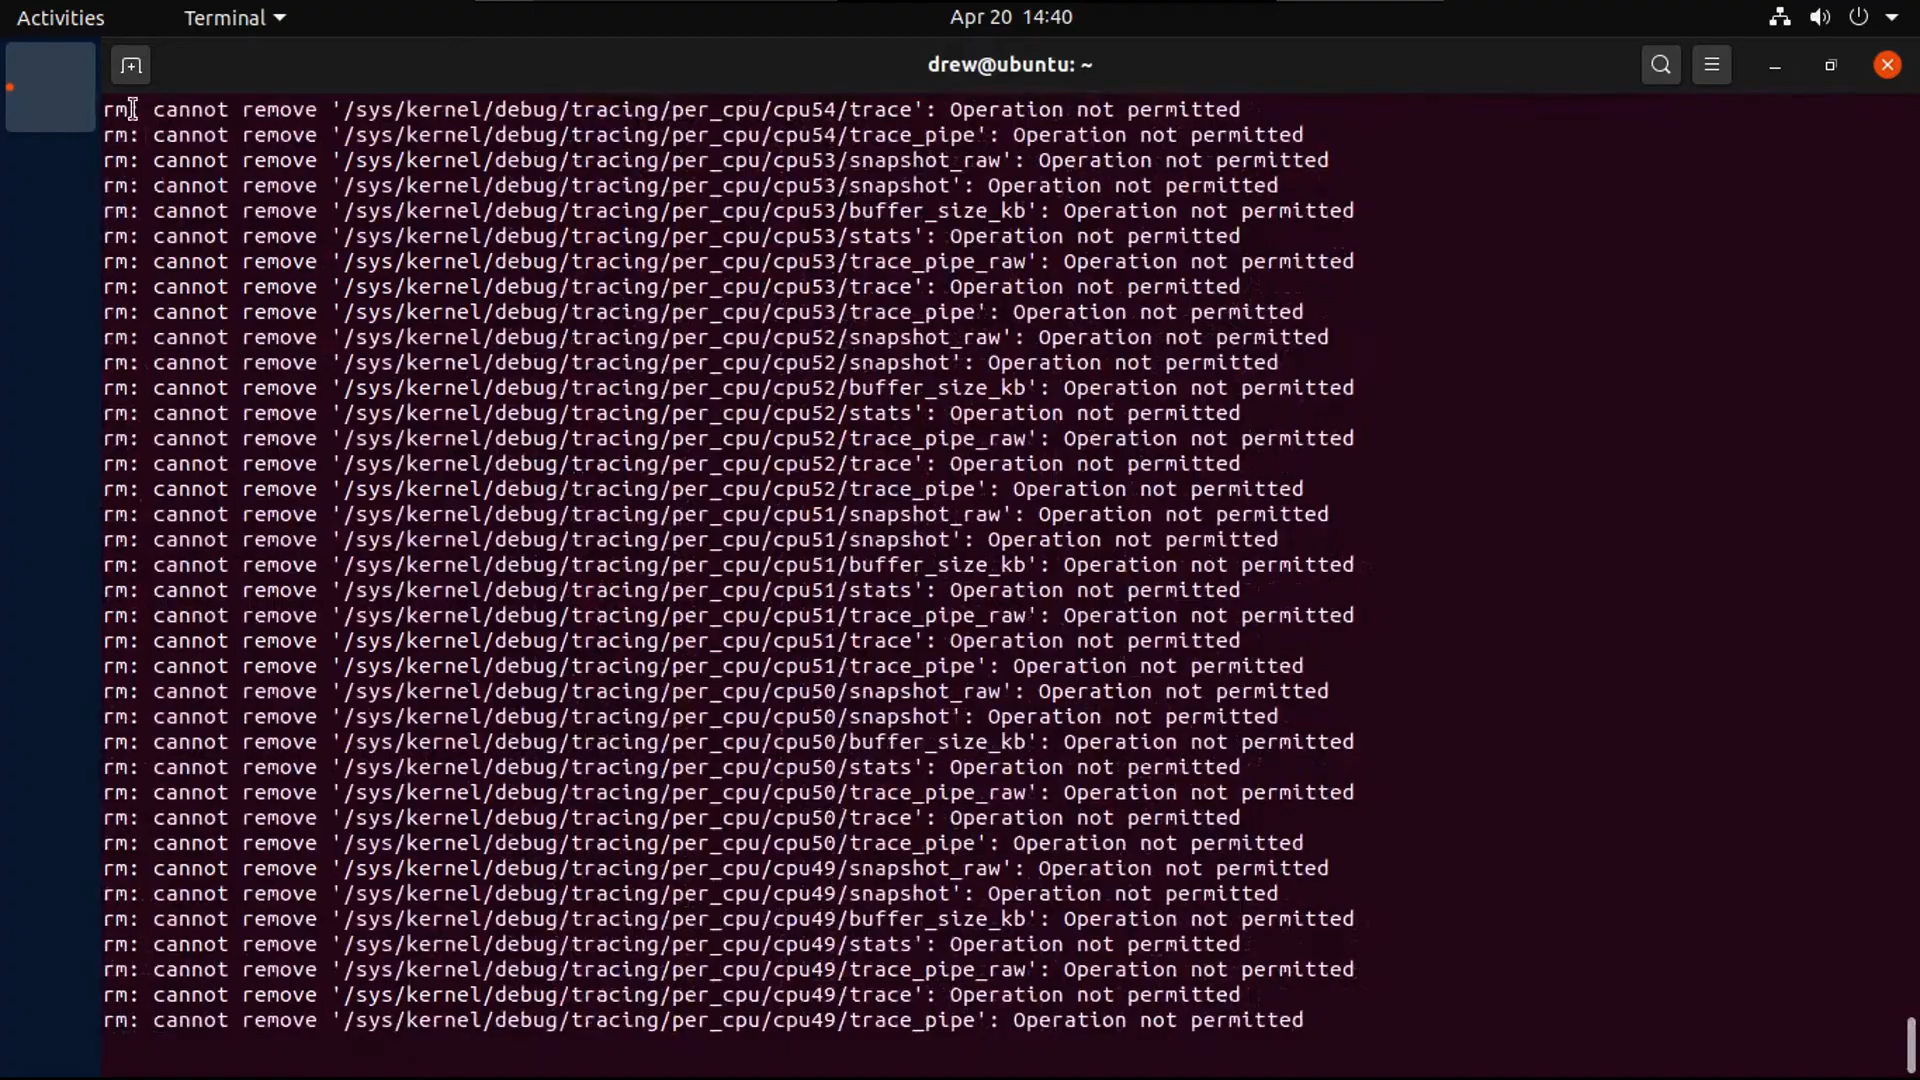 Activities Terminal Apr 20 14:40
drew@ubuntu: ~
rm: cannot remove '/sys/kernel/debug/tracing/per_cpu/cpu54/trace': Operation not permitted
rm: cannot remove '/sys/kernel/debug/tracing/per_cpu/cpu54/trace_pipe': Operation not permitted
rm: cannot remove '/sys/kernel/debug/tracing/per_cpu/cpu53/snapshot_raw': Operation not permitted
rm: cannot remove '/sys/kernel/debug/tracing/per_cpu/cpu53/snapshot': Operation not permitted
rm: cannot remove '/sys/kernel/debug/tracing/per_cpu/cpu53/buffer_size_kb': Operation not permitted
rm: cannot remove '/sys/kernel/debug/tracing/per_cpu/cpu53/stats': Operation not permitted
rm: cannot remove '/sys/kernel/debug/tracing/per_cpu/cpu53/trace_pipe_raw': Operation not permitted
rm: cannot remove '/sys/kernel/debug/tracing/per_cpu/cpu53/trace': Operation not permitted
rm: cannot remove '/sys/kernel/debug/tracing/per_cpu/cpu53/trace_pipe': Operation not permitted
rm: cannot remove '/sys/kernel/debug/tracing/per_cpu/cpu52/snapshot_raw': Operation not permitted
rm: cannot remove '/sys/kernel/debug/tracing/per_cpu/cpu52/snapshot': Operation not permitted
rm: cannot remove '/sys/kernel/debug/tracing/per_cpu/cpu52/buffer_size_kb': Operation not permitted
rm: cannot remove '/sys/kernel/debug/tracing/per_cpu/cpu52/stats': Operation not permitted
rm: cannot remove '/sys/kernel/debug/tracing/per_cpu/cpu52/trace_pipe_raw': Operation not permitted
rm: cannot remove '/sys/kernel/debug/tracing/per_cpu/cpu52/trace': Operation not permitted
rm: cannot remove '/sys/kernel/debug/tracing/per_cpu/cpu52/trace_pipe': Operation not permitted
rm: cannot remove '/sys/kernel/debug/tracing/per_cpu/cpu51/snapshot_raw': Operation not permitted
rm: cannot remove '/sys/kernel/debug/tracing/per_cpu/cpu51/snapshot': Operation not permitted
rm: cannot remove '/sys/kernel/debug/tracing/per_cpu/cpu51/buffer_size_kb': Operation not permitted
rm: cannot remove '/sys/kernel/debug/tracing/per_cpu/cpu51/stats': Operation not permitted
rm: cannot remove '/sys/kernel/debug/tracing/per_cpu/cpu51/trace_pipe_raw': Operation not permitted
rm: cannot remove '/sys/kernel/debug/tracing/per_cpu/cpu51/trace': Operation not permitted
rm: cannot remove '/sys/kernel/debug/tracing/per_cpu/cpu51/trace_pipe': Operation not permitted
rm: cannot remove '/sys/kernel/debug/tracing/per_cpu/cpu50/snapshot_raw': Operation not permitted
rm: cannot remove '/sys/kernel/debug/tracing/per_cpu/cpu50/snapshot': Operation not permitted
rm: cannot remove '/sys/kernel/debug/tracing/per_cpu/cpu50/buffer_size_kb': Operation not permitted
rm: cannot remove '/sys/kernel/debug/tracing/per_cpu/cpu50/stats': Operation not permitted
rm: cannot remove '/sys/kernel/debug/tracing/per_cpu/cpu50/trace_pipe_raw': Operation not permitted
rm: cannot remove '/sys/kernel/debug/tracing/per_cpu/cpu50/trace': Operation not permitted
rm: cannot remove '/sys/kernel/debug/tracing/per_cpu/cpu50/trace_pipe': Operation not permitted
rm: cannot remove '/sys/kernel/debug/tracing/per_cpu/cpu49/snapshot_raw': Operation not permitted
rm: cannot remove '/sys/kernel/debug/tracing/per_cpu/cpu49/snapshot': Operation not permitted
rm: cannot remove '/sys/kernel/debug/tracing/per_cpu/cpu49/buffer_size_kb': Operation not permitted
rm: cannot remove '/sys/kernel/debug/tracing/per_cpu/cpu49/stats': Operation not permitted
rm: cannot remove '/sys/kernel/debug/tracing/per_cpu/cpu49/trace_pipe_raw': Operation not permitted
rm: cannot remove '/sys/kernel/debug/tracing/per_cpu/cpu49/trace': Operation not permitted
rm: cannot remove '/sys/kernel/debug/tracing/per_cpu/cpu49/trace_pipe': Operation not permitted